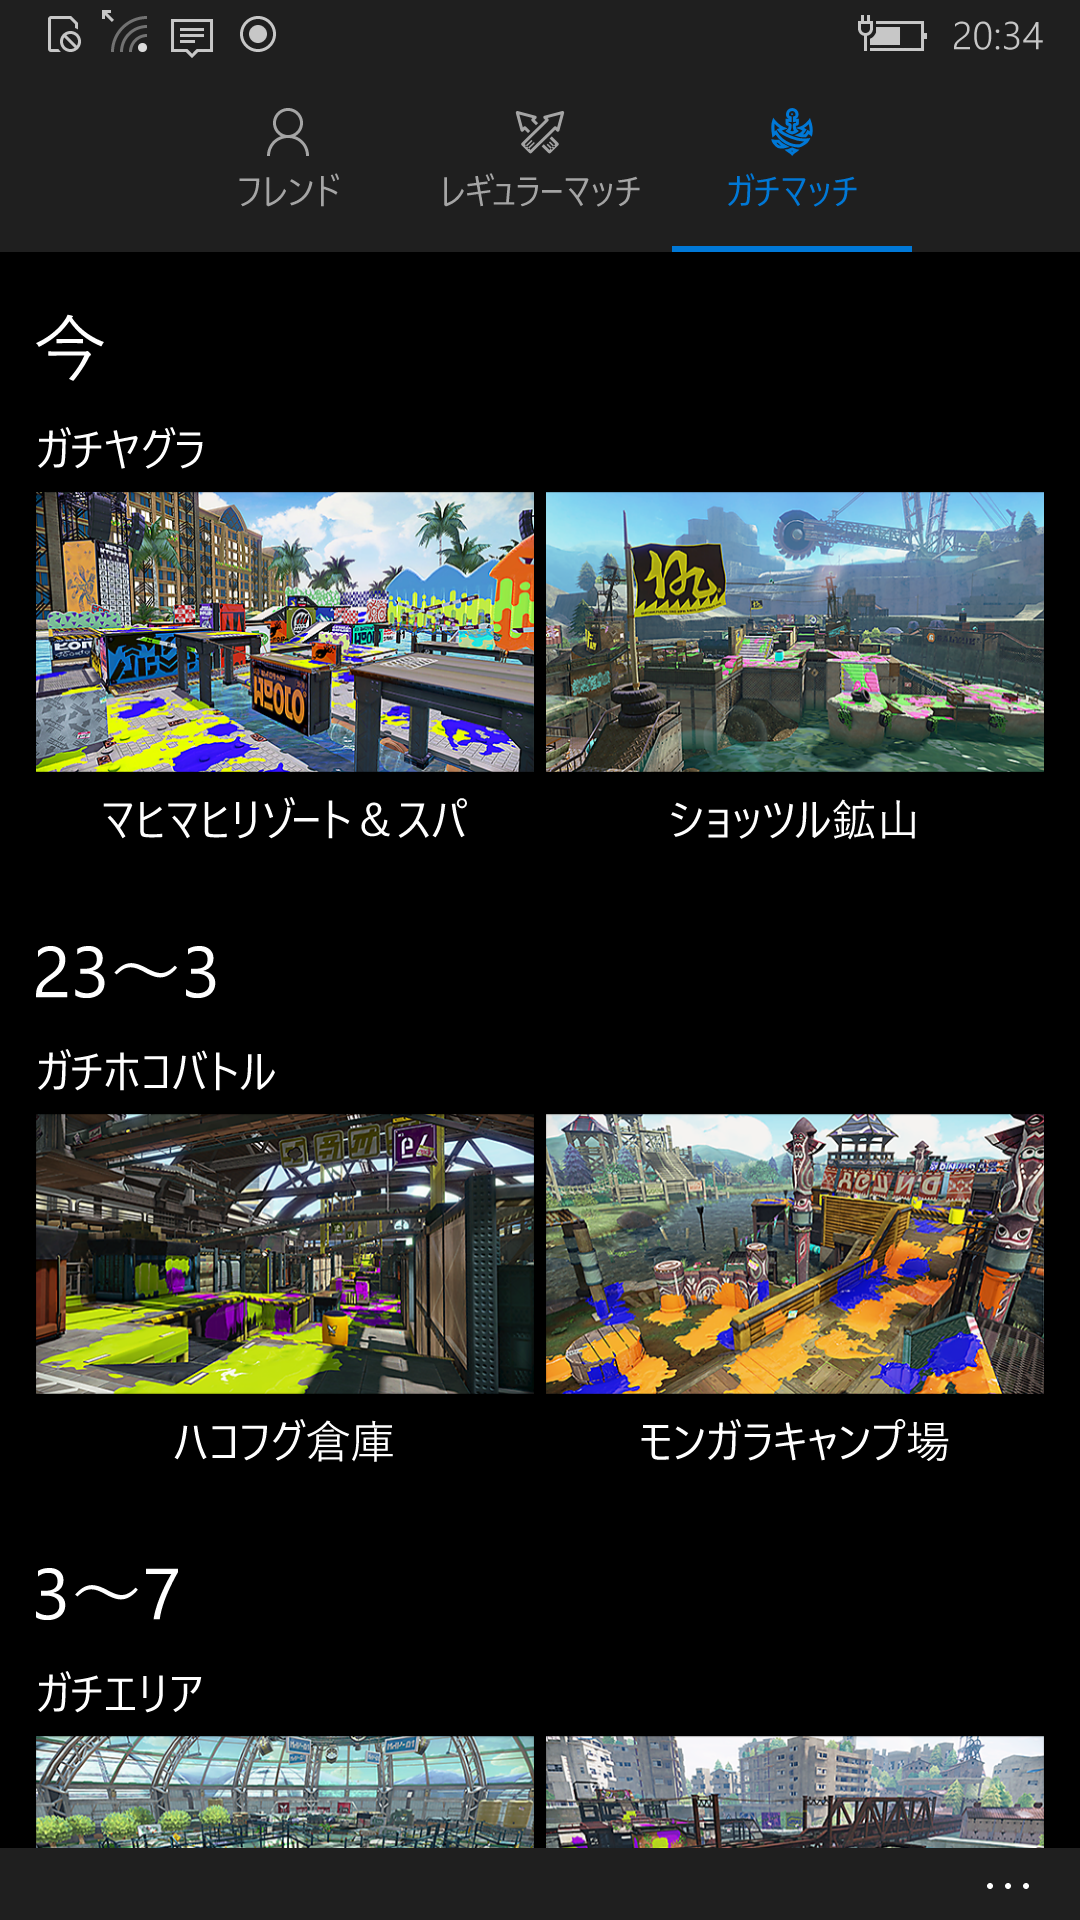 20:34
フレンド
レギュラーマッチ
ガチマッチ
今
ガチヤグラ
マヒマヒリゾート＆スパ
ショッツル鉱山
23～3
ガチホコバトル
ハコフグ倉庫
モンガラキャンプ場
3～7
ガチエリア